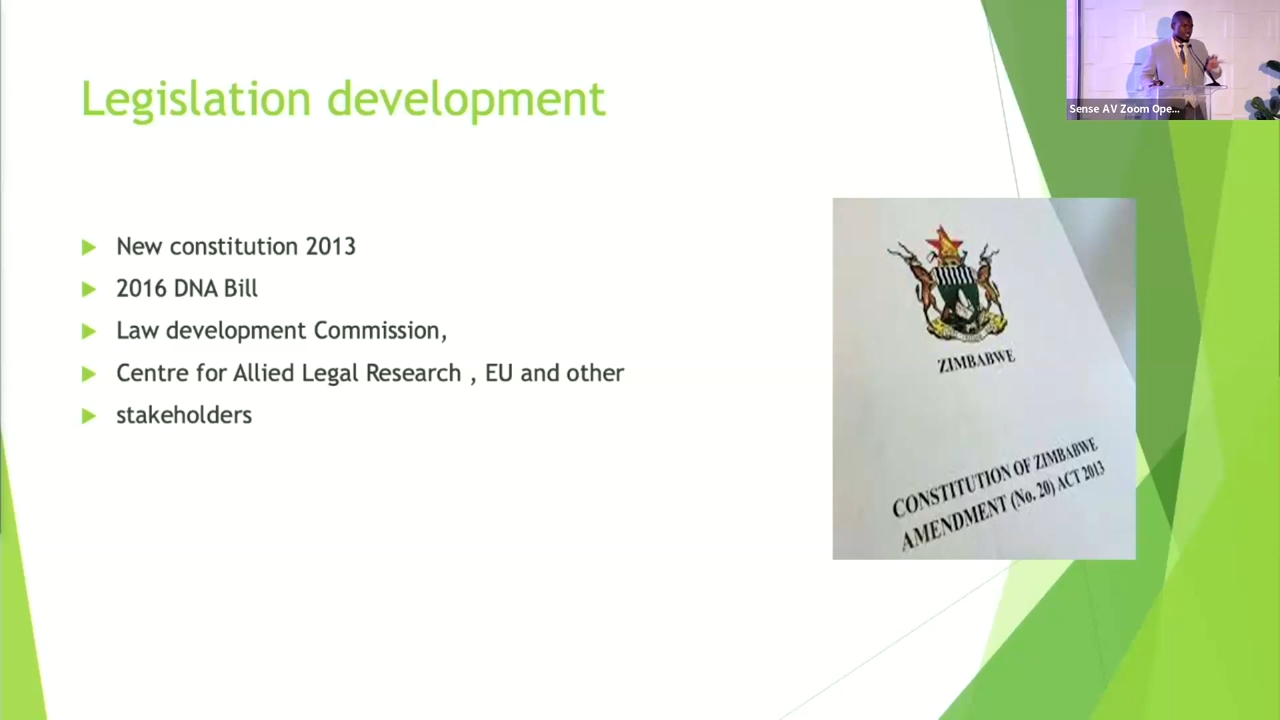 Legislation development
Sense AV Zoom Ope...
New constitution 2013
2016 DNA Bill
Law development Commission,
Centre for Allied Legal Research , EU and other
stakeholders
ZIMBABWE
CONSTITUTION OF ZIMBABWE
AMENDMENT (No. 20) ACT 2013